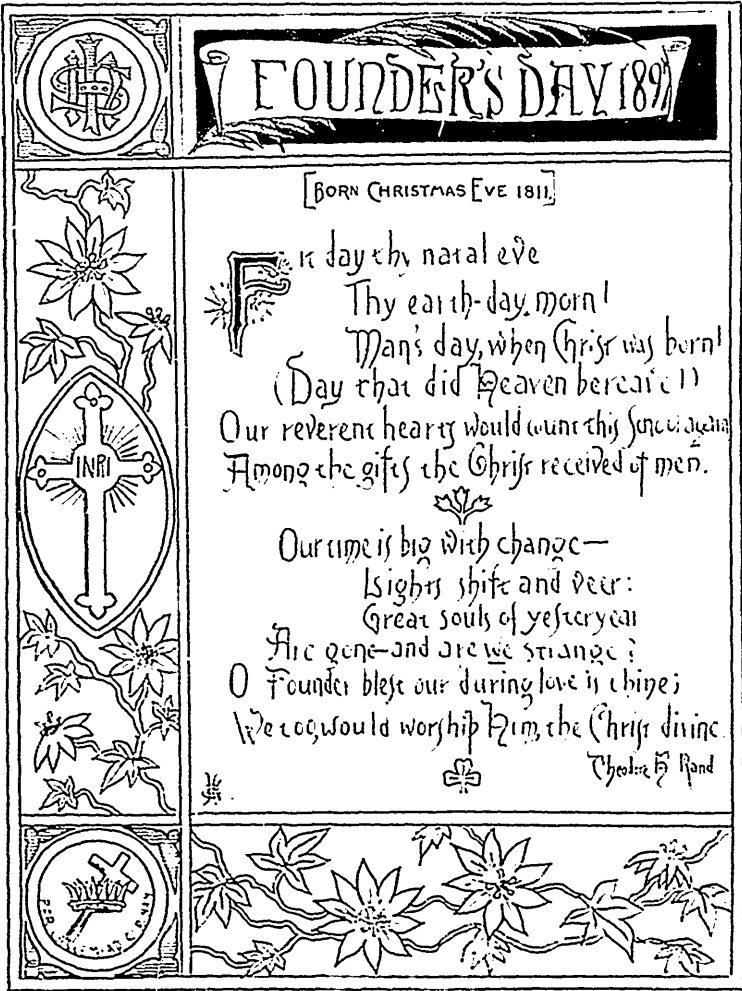 FOUNDER'S DAY 1897
[BORN CHRISTMAS EVE 1811.]
Fit day thy natal eve
Thy earth-day morn!
Man's day, when Christ was born!
(Day that did Heaven bereave!)
Our reverent hearts would count this again
Among the gifts the Christ received of men.
Our time is big with change—
Lights shift and veer:
Great souls of yesteryear
Are gone—and are we strange?
O Founder blest our during love is thine;
We too, would worship Him, the Christ divine.
Theodore H Rand
IHS
INRI
PER